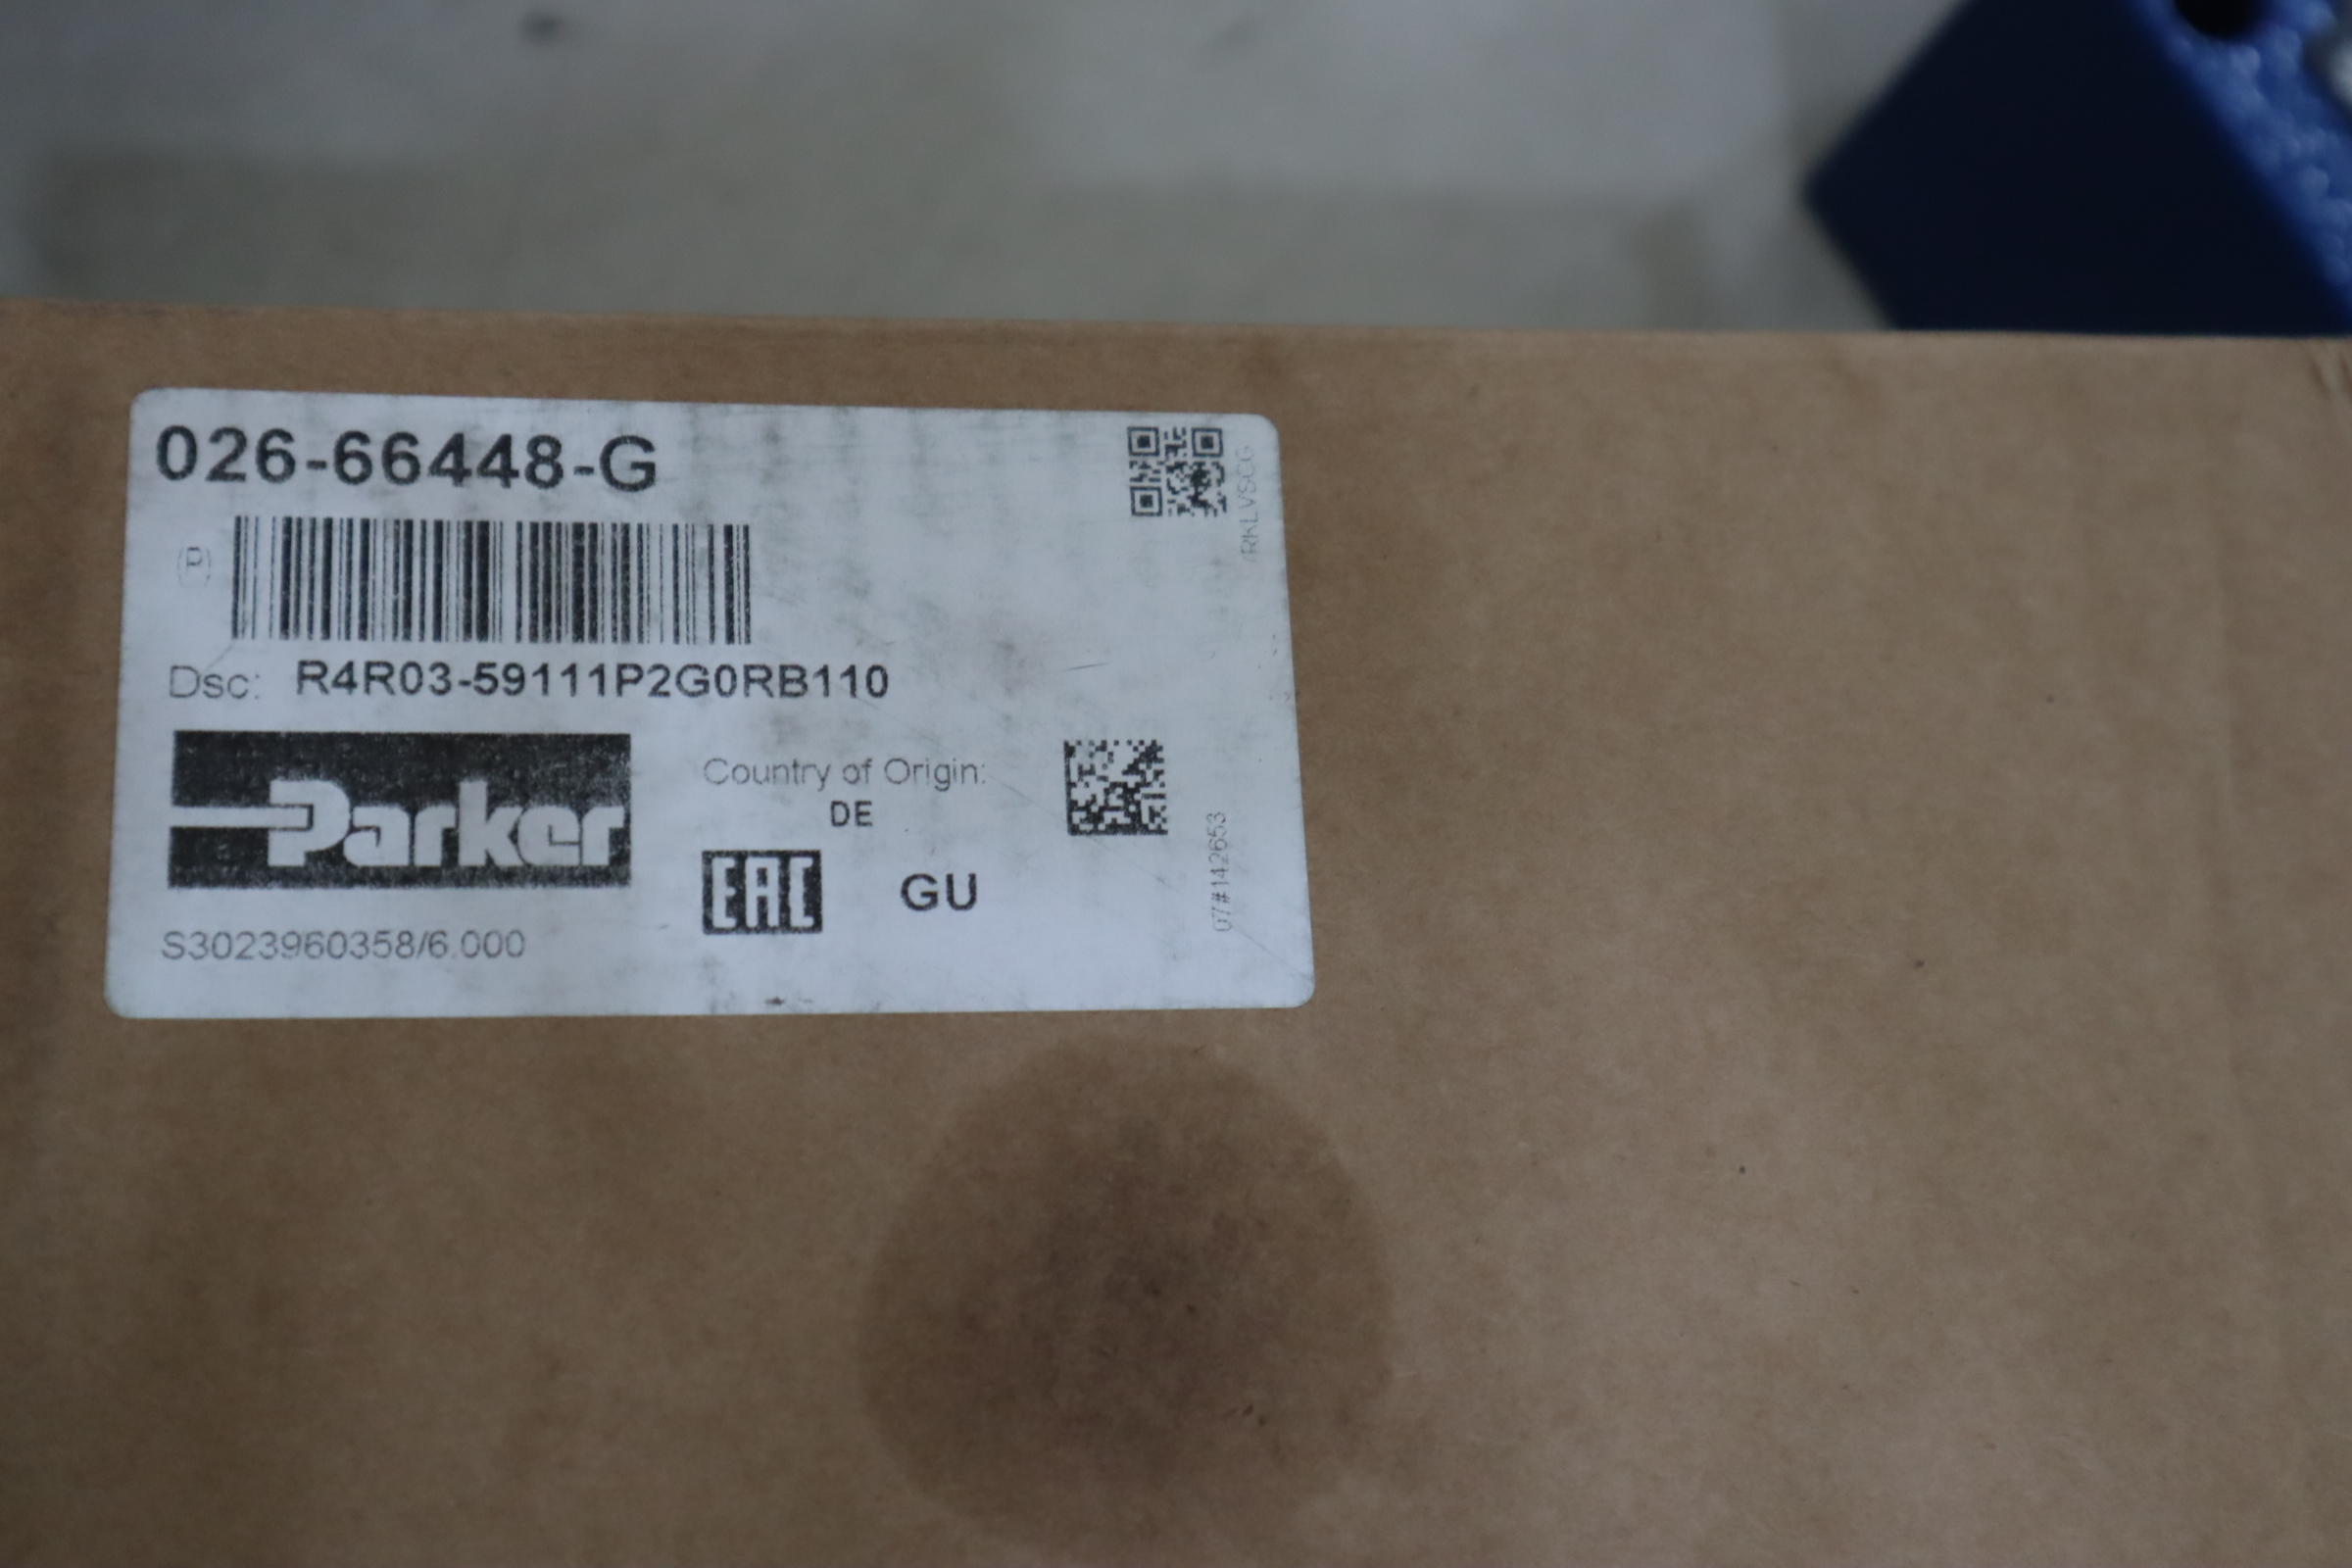 026-66448-G
(P)
RKLVSCG
Dsc: R4R03-59111P2G0RB110
Parker
Country of Origin:
DE
EAC
GU
07#142653
S3023960358/6.000